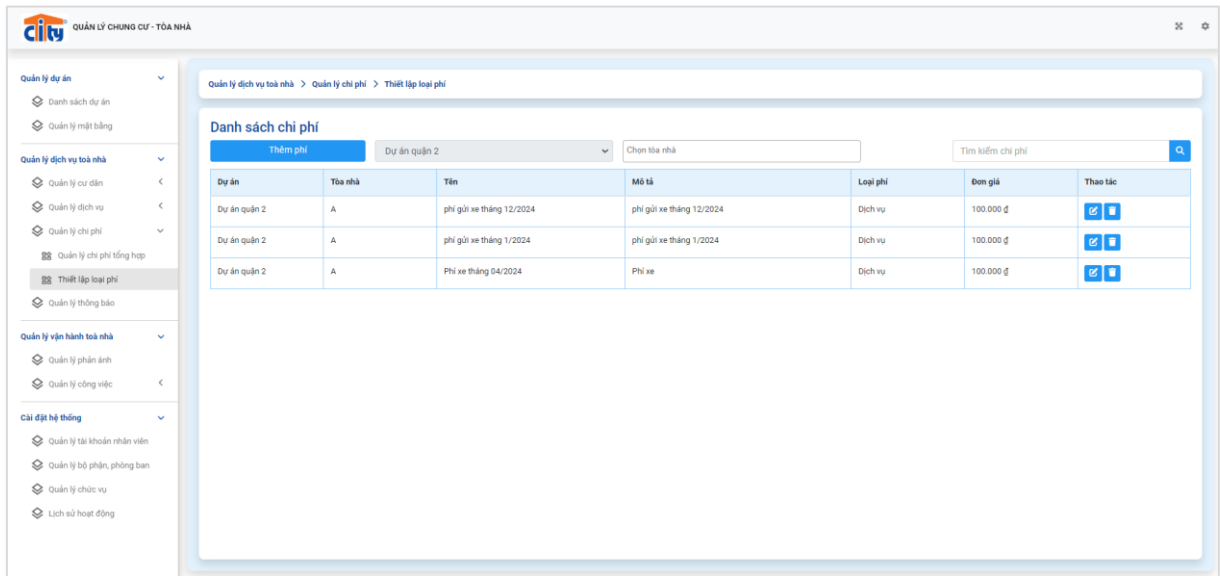 city QUẢN LÝ CHUNG CƯ - TÒA NHÀ
Quản lý dự án
Danh sách dự án
Quản lý mặt bằng
Quản lý dịch vụ toà nhà
Quản lý cư dân
Quản lý dịch vụ
Quản lý chi phí
Quản lý chi phí tổng hợp
Thiết lập loại phí
Quản lý thông báo
Quản lý vận hành toà nhà
Quản lý phản ánh
Quản lý công việc
Cài đặt hệ thống
Quản lý tài khoản nhân viên
Quản lý bộ phận, phòng ban
Quản lý chức vụ
Lịch sử hoạt động
Quản lý dịch vụ toà nhà > Quản lý chi phí > Thiết lập loại phí
Danh sách chi phí
Thêm phí Dự án quận 2 Chọn tòa nhà Tìm kiếm chi phí
Dự án Tòa nhà Tên Mô tả Loại phí Đơn giá Thao tác
Dự án quận 2 A phí gửi xe tháng 12/2024 phí gửi xe tháng 12/2024 Dịch vụ 100.000 ₫
Dự án quận 2 A phí gửi xe tháng 1/2024 phí gửi xe tháng 1/2024 Dịch vụ 100.000 ₫
Dự án quận 2 A Phí xe tháng 04/2024 Phí xe Dịch vụ 100.000 ₫